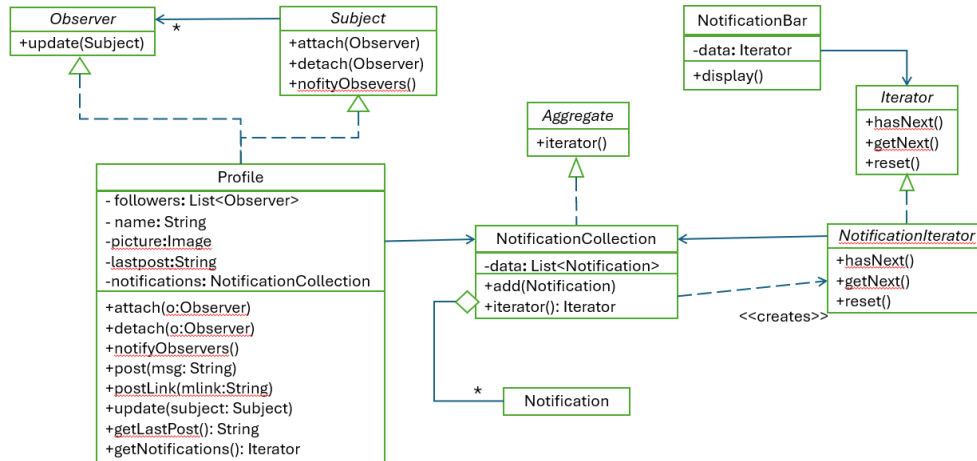 Observer
+update(Subject)
*
Subject
+attach(Observer)
+detach(Observer)
+nofityObsevers()
NotificationBar
-data: Iterator
+display()
Iterator
+hasNext()
+getNext()
+reset()
Aggregate
+iterator()
Profile
- followers: List<Observer>
- name: String
-picture:Image
-lastpost:String
-notifications: NotificationCollection
+attach(o:Observer)
+detach(o:Observer)
+notifyObservers()
+post(msg: String)
+postLink(mlink:String)
+update(subject: Subject)
+getLastPost(): String
+getNotifications(): Iterator
NotificationCollection
-data: List<Notification>
+add(Notification)
+iterator(): Iterator
NotificationIterator
+hasNext()
+getNext()
+reset()
<<creates>>
*
Notification